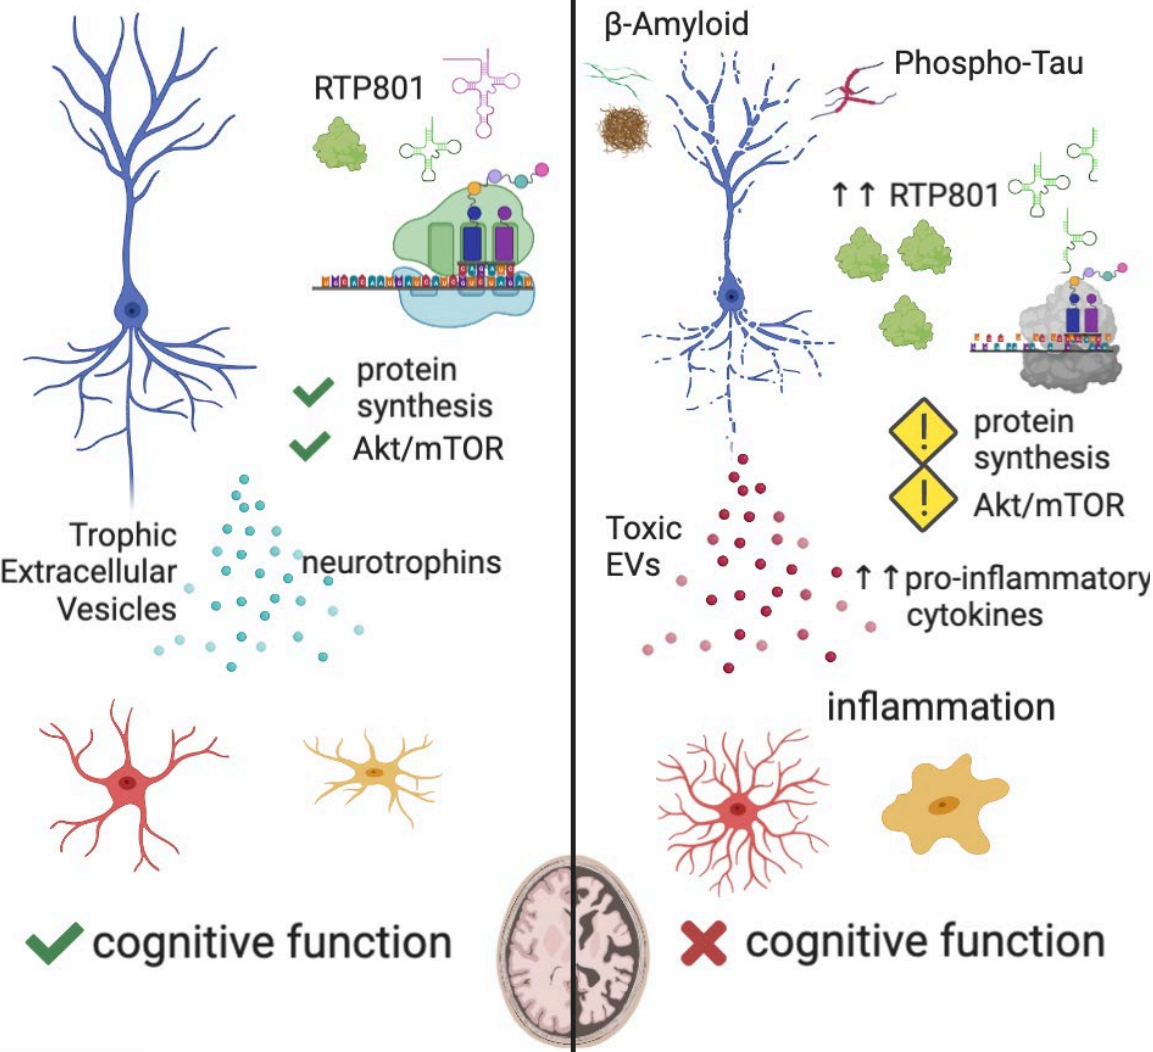 RTP801
protein
synthesis
Akt/mTOR
Trophic
Extracellular
Vesicles
neurotrophins
cognitive function
β-Amyloid
Phospho-Tau
↑↑ RTP801
protein
synthesis
Akt/mTOR
Toxic
EVs
↑↑pro-inflammatory
cytokines
inflammation
cognitive function